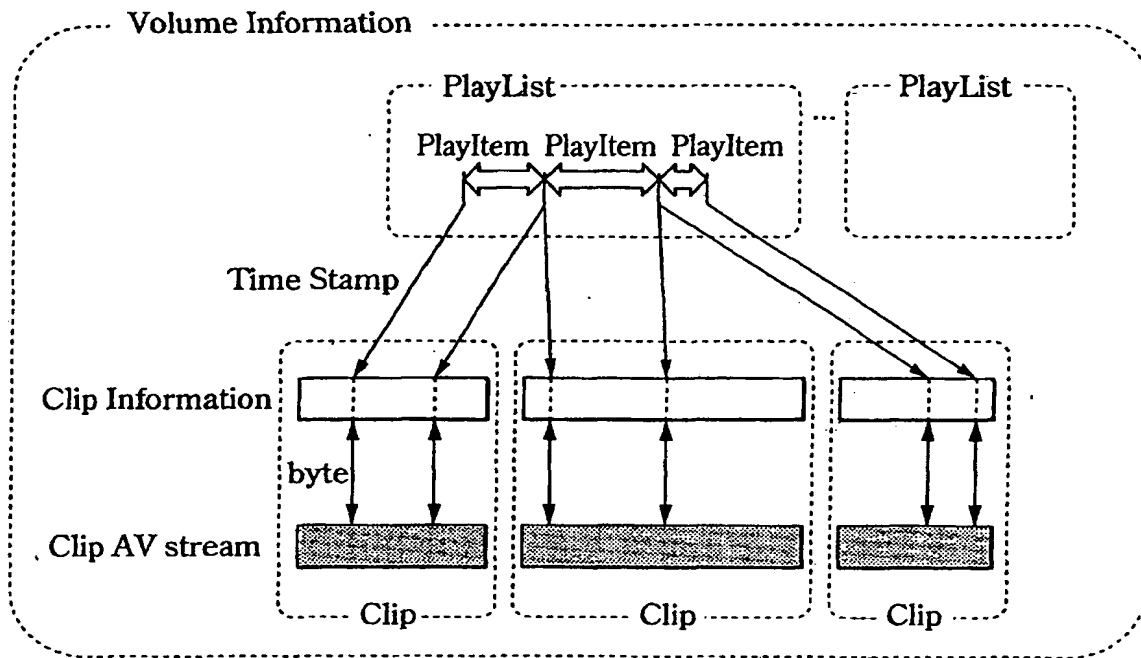 Volume Information
PlayList
PlayList
...
PlayItem PlayItem PlayItem
Time Stamp
Clip Information
byte
Clip AV stream
Clip
Clip
Clip